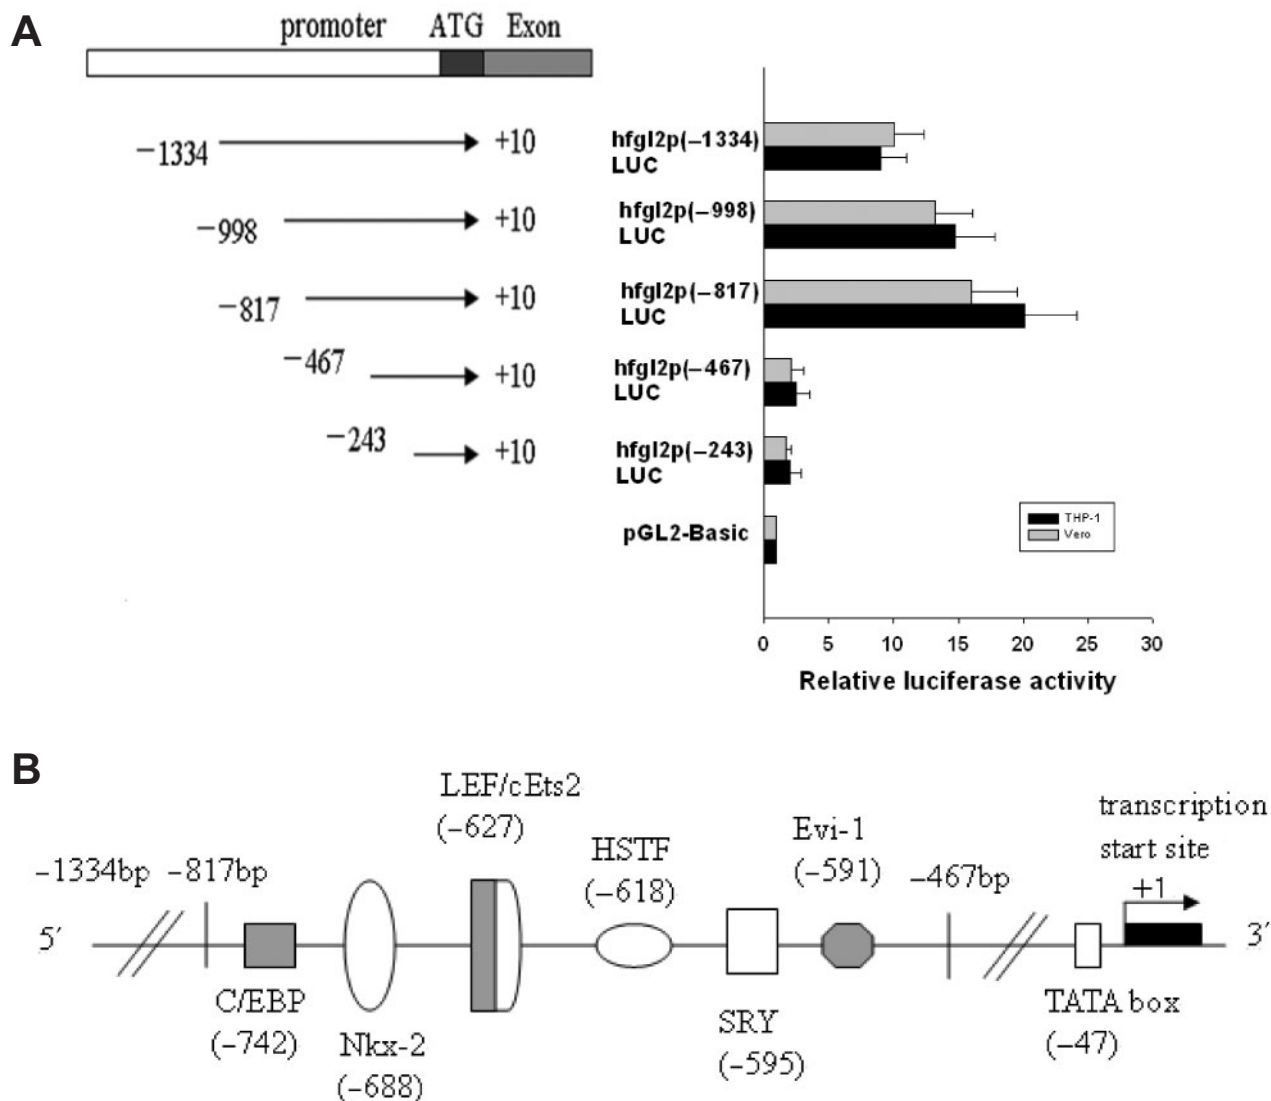 A
promoter ATG Exon
−1334 +10
−998 +10
−817 +10
−467 +10
−243 +10
hfgl2p(−1334)
LUC
hfgl2p(−998)
LUC
hfgl2p(−817)
LUC
hfgl2p(−467)
LUC
hfgl2p(−243)
LUC
pGL2-Basic
THP-1
Vero
0 5 10 15 20 25 30
Relative luciferase activity
B
LEF/cEts2
(−627)
HSTF
(−618)
Evi-1
(−591)
transcription
start site
+1
−1334bp −817bp
−467bp
5′ 3′
C/EBP
(−742)
Nkx-2
(−688)
SRY
(−595)
TATA box
(−47)